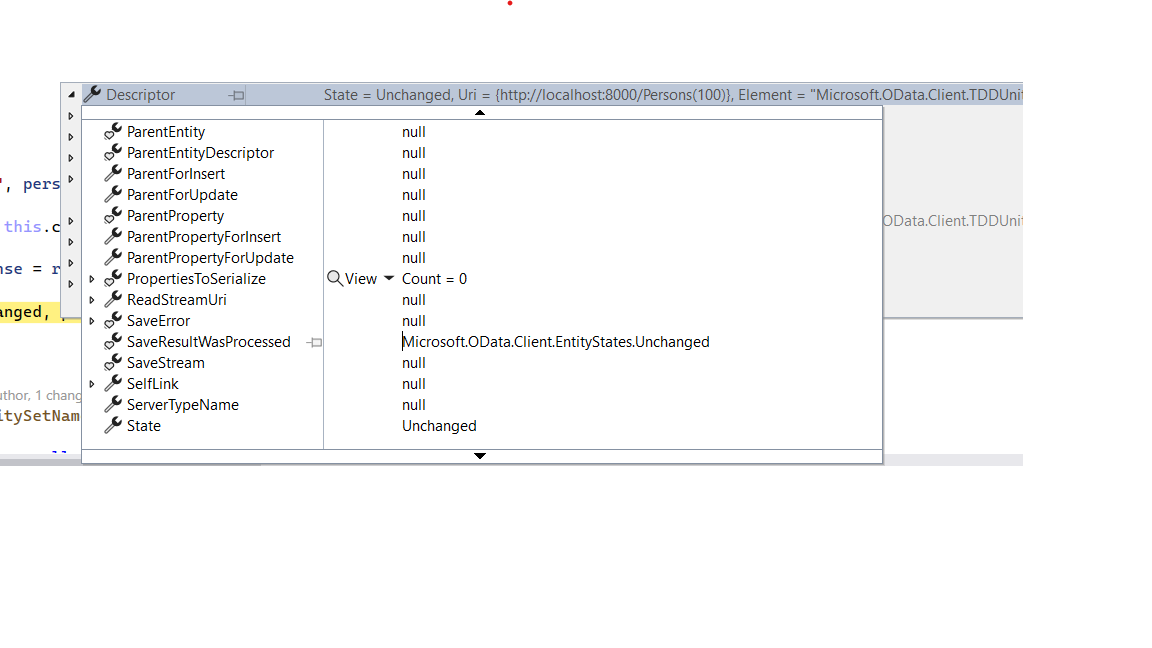 Descriptor State = Unchanged, Uri = {http://localhost:8000/Persons(100)}, Element = "Microsoft.OData.Client.TDDUnit
ParentEntity null
ParentEntityDescriptor null
ParentForInsert null
ParentForUpdate null
", pers
ParentProperty null
this.c
OData.Client.TDDUnit
ParentPropertyForInsert null
ParentPropertyForUpdate null
nse = r
PropertiesToSerialize View Count = 0
ReadStreamUri null
anged,
SaveError null
SaveResultWasProcessed Microsoft.OData.Client.EntityStates.Unchanged
SaveStream null
SelfLink null
uthor, 1 chang
ServerTypeName null
itySetNam
State Unchanged